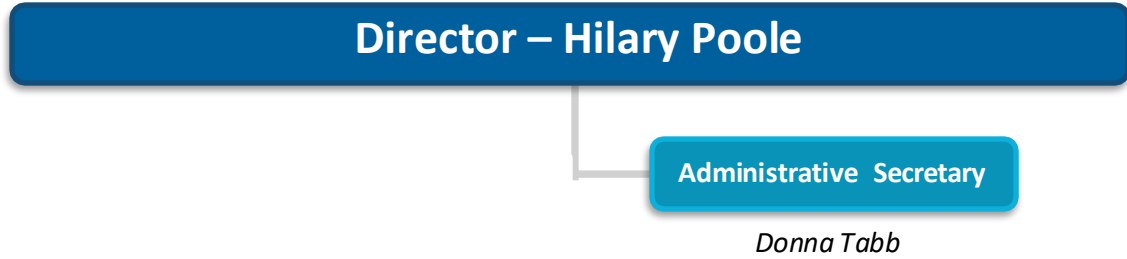 Director – Hilary Poole
Administrative Secretary
Donna Tabb